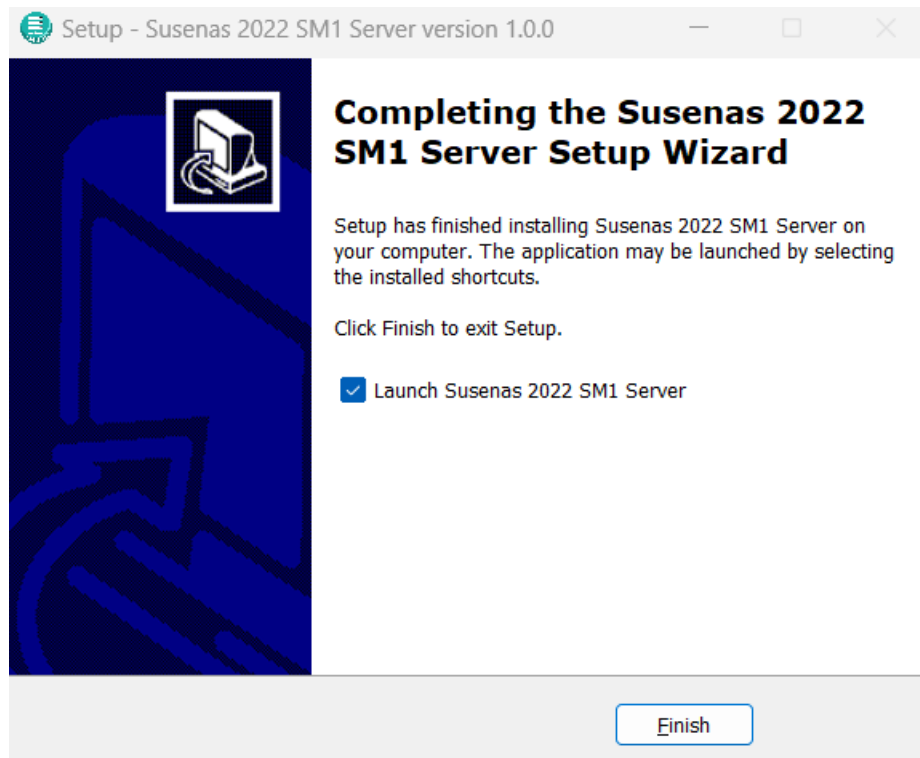 Setup - Susenas 2022 SM1 Server version 1.0.0
Completing the Susenas 2022
SM1 Server Setup Wizard
Setup has finished installing Susenas 2022 SM1 Server on
your computer. The application may be launched by selecting
the installed shortcuts.
Click Finish to exit Setup.
Launch Susenas 2022 SM1 Server
Finish